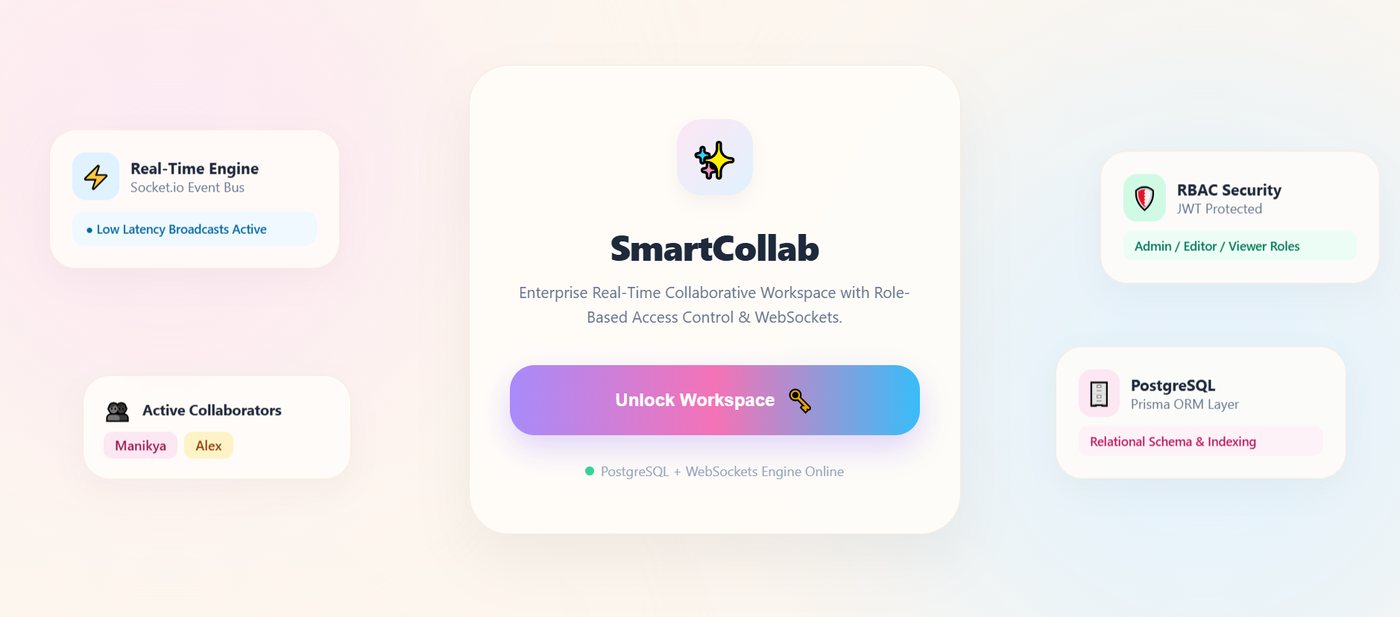 Real-Time Engine
Socket.io Event Bus
● Low Latency Broadcasts Active
Active Collaborators
Manikya Alex
SmartCollab
Enterprise Real-Time Collaborative Workspace with Role-
Based Access Control & WebSockets.
Unlock Workspace
PostgreSQL + WebSockets Engine Online
RBAC Security
JWT Protected
Admin / Editor / Viewer Roles
PostgreSQL
Prisma ORM Layer
Relational Schema & Indexing